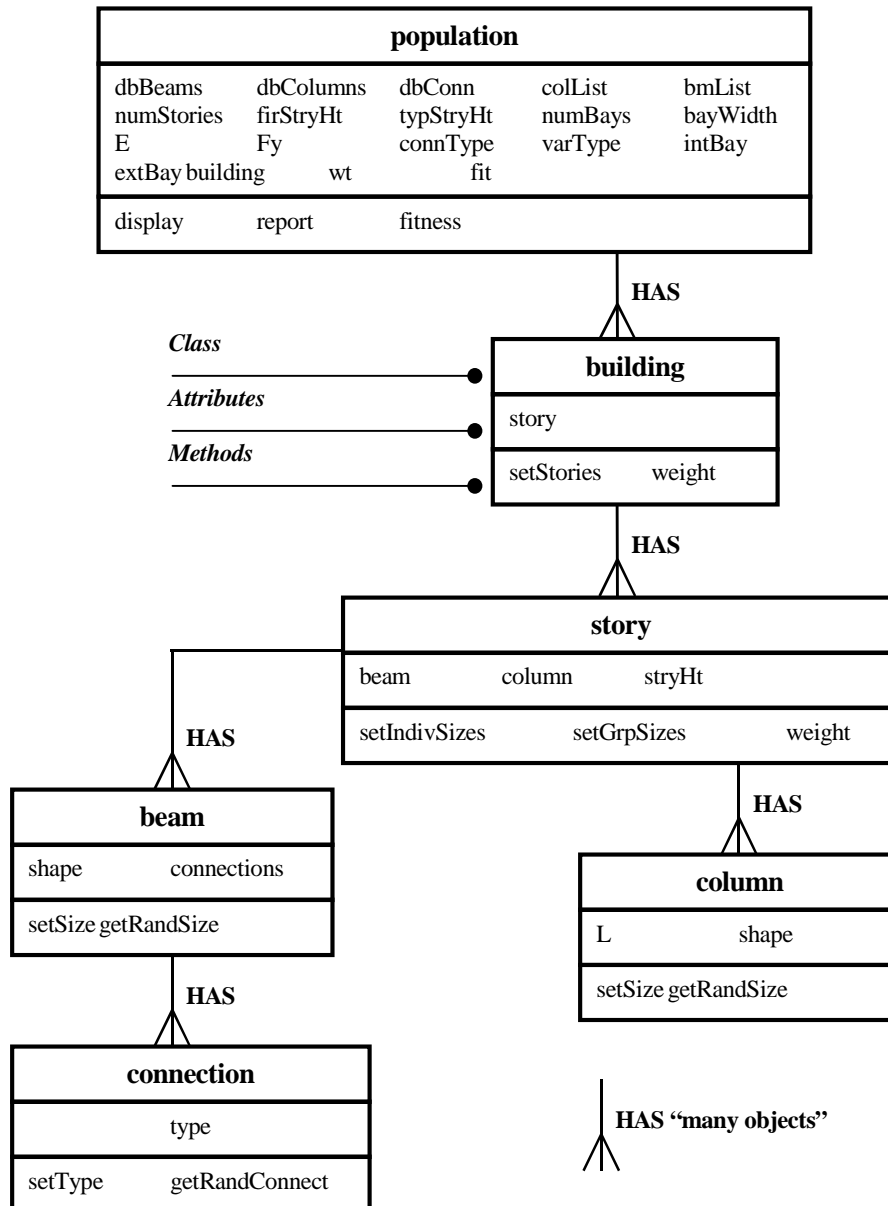 population
dbBeams dbColumns dbConn colList bmList
numStories firStryHt typStryHt numBays bayWidth
E Fy connType varType intBay
extBay building wt fit
display report fitness
HAS
Class
Attributes
Methods
building
story
setStories weight
HAS
story
beam column stryHt
setIndivSizes setGrpSizes weight
HAS
beam
shape connections
setSize getRandSize
HAS
column
L shape
setSize getRandSize
HAS
connection
type
setType getRandConnect
HAS “many objects”